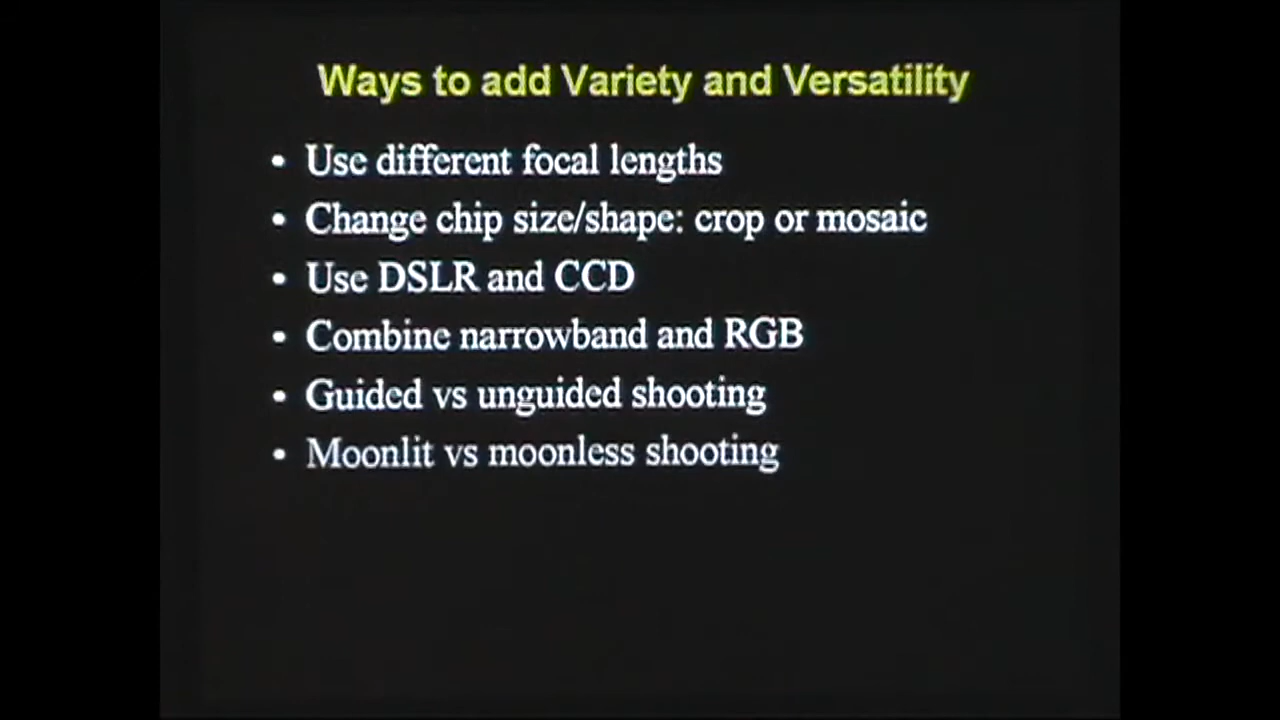 Ways to add Variety and Versatility
• Use different focal lengths
• Change chip size/shape: crop or mosaic
• Use DSLR and CCD
• Combine narrowband and RGB
• Guided vs unguided shooting
• Moonlit vs moonless shooting